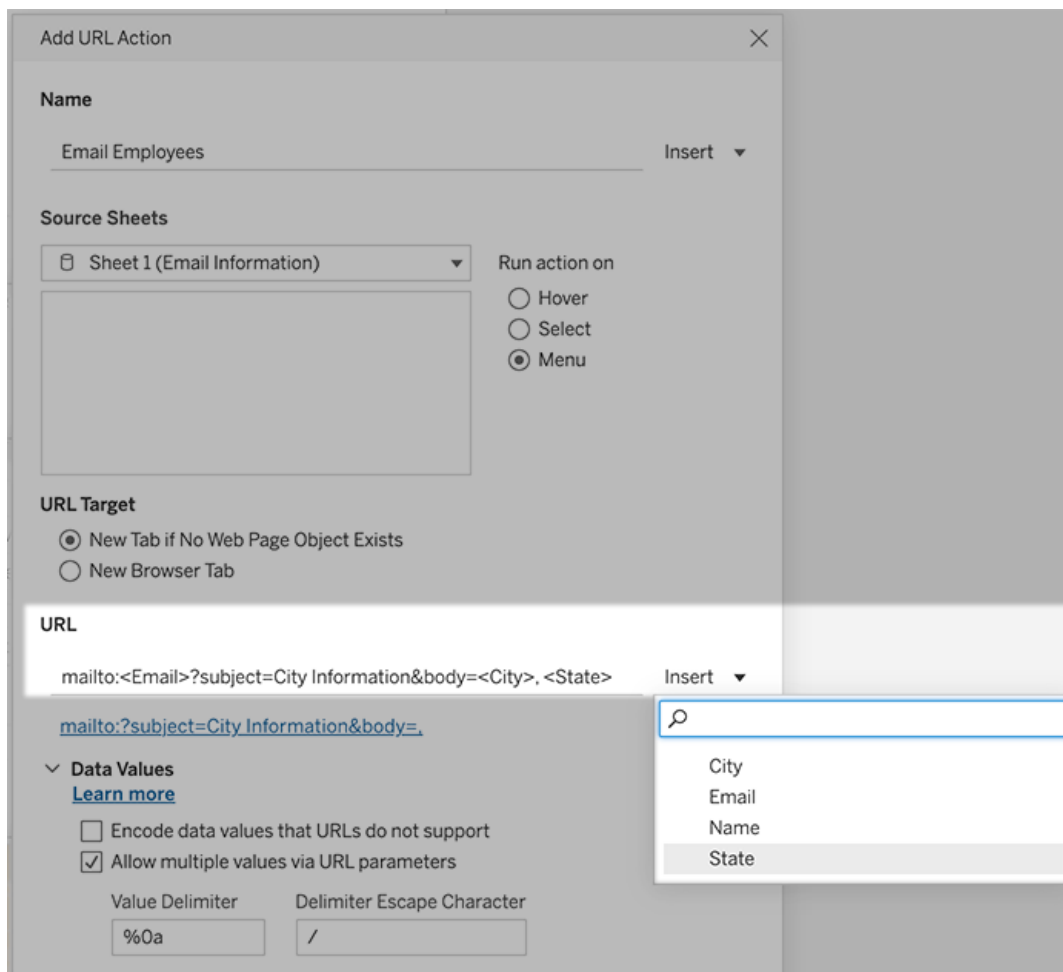 Add URL Action
Name
Email Employees
Insert
Source Sheets
Sheet 1 (Email Information)
Run action on
Hover
Select
Menu
URL Target
New Tab if No Web Page Object Exists
New Browser Tab
URL
mailto:<Email>?subject=City Information&body=<City>, <State>
Insert
mailto:?subject=City Information&body=,
City
Email
Name
State
Data Values
Learn more
Encode data values that URLs do not support
Allow multiple values via URL parameters
Value Delimiter
Delimiter Escape Character
%0a
/